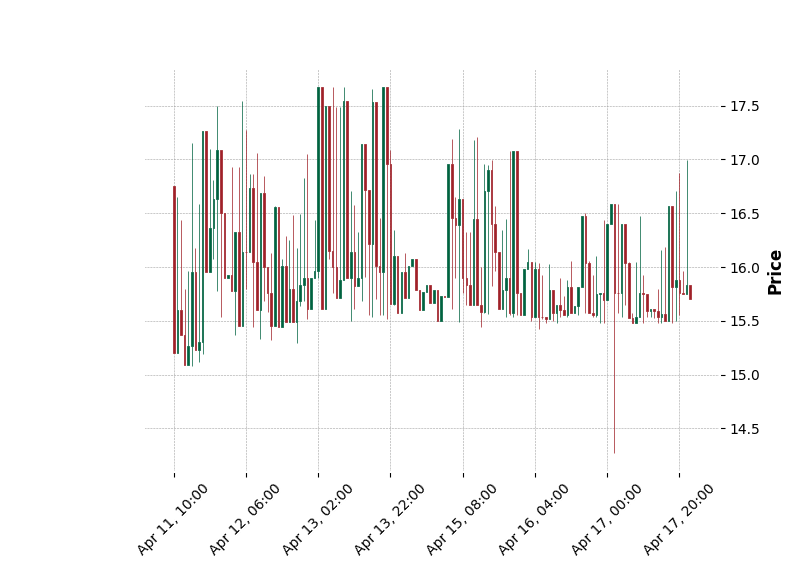 17.5
17.0
16.5
16.0
15.5
15.0
14.5
Price
Apr 11, 10:00
Apr 12, 06:00
Apr 13, 02:00
Apr 13, 22:00
Apr 15, 08:00
Apr 16, 04:00
Apr 17, 00:00
Apr 17, 20:00